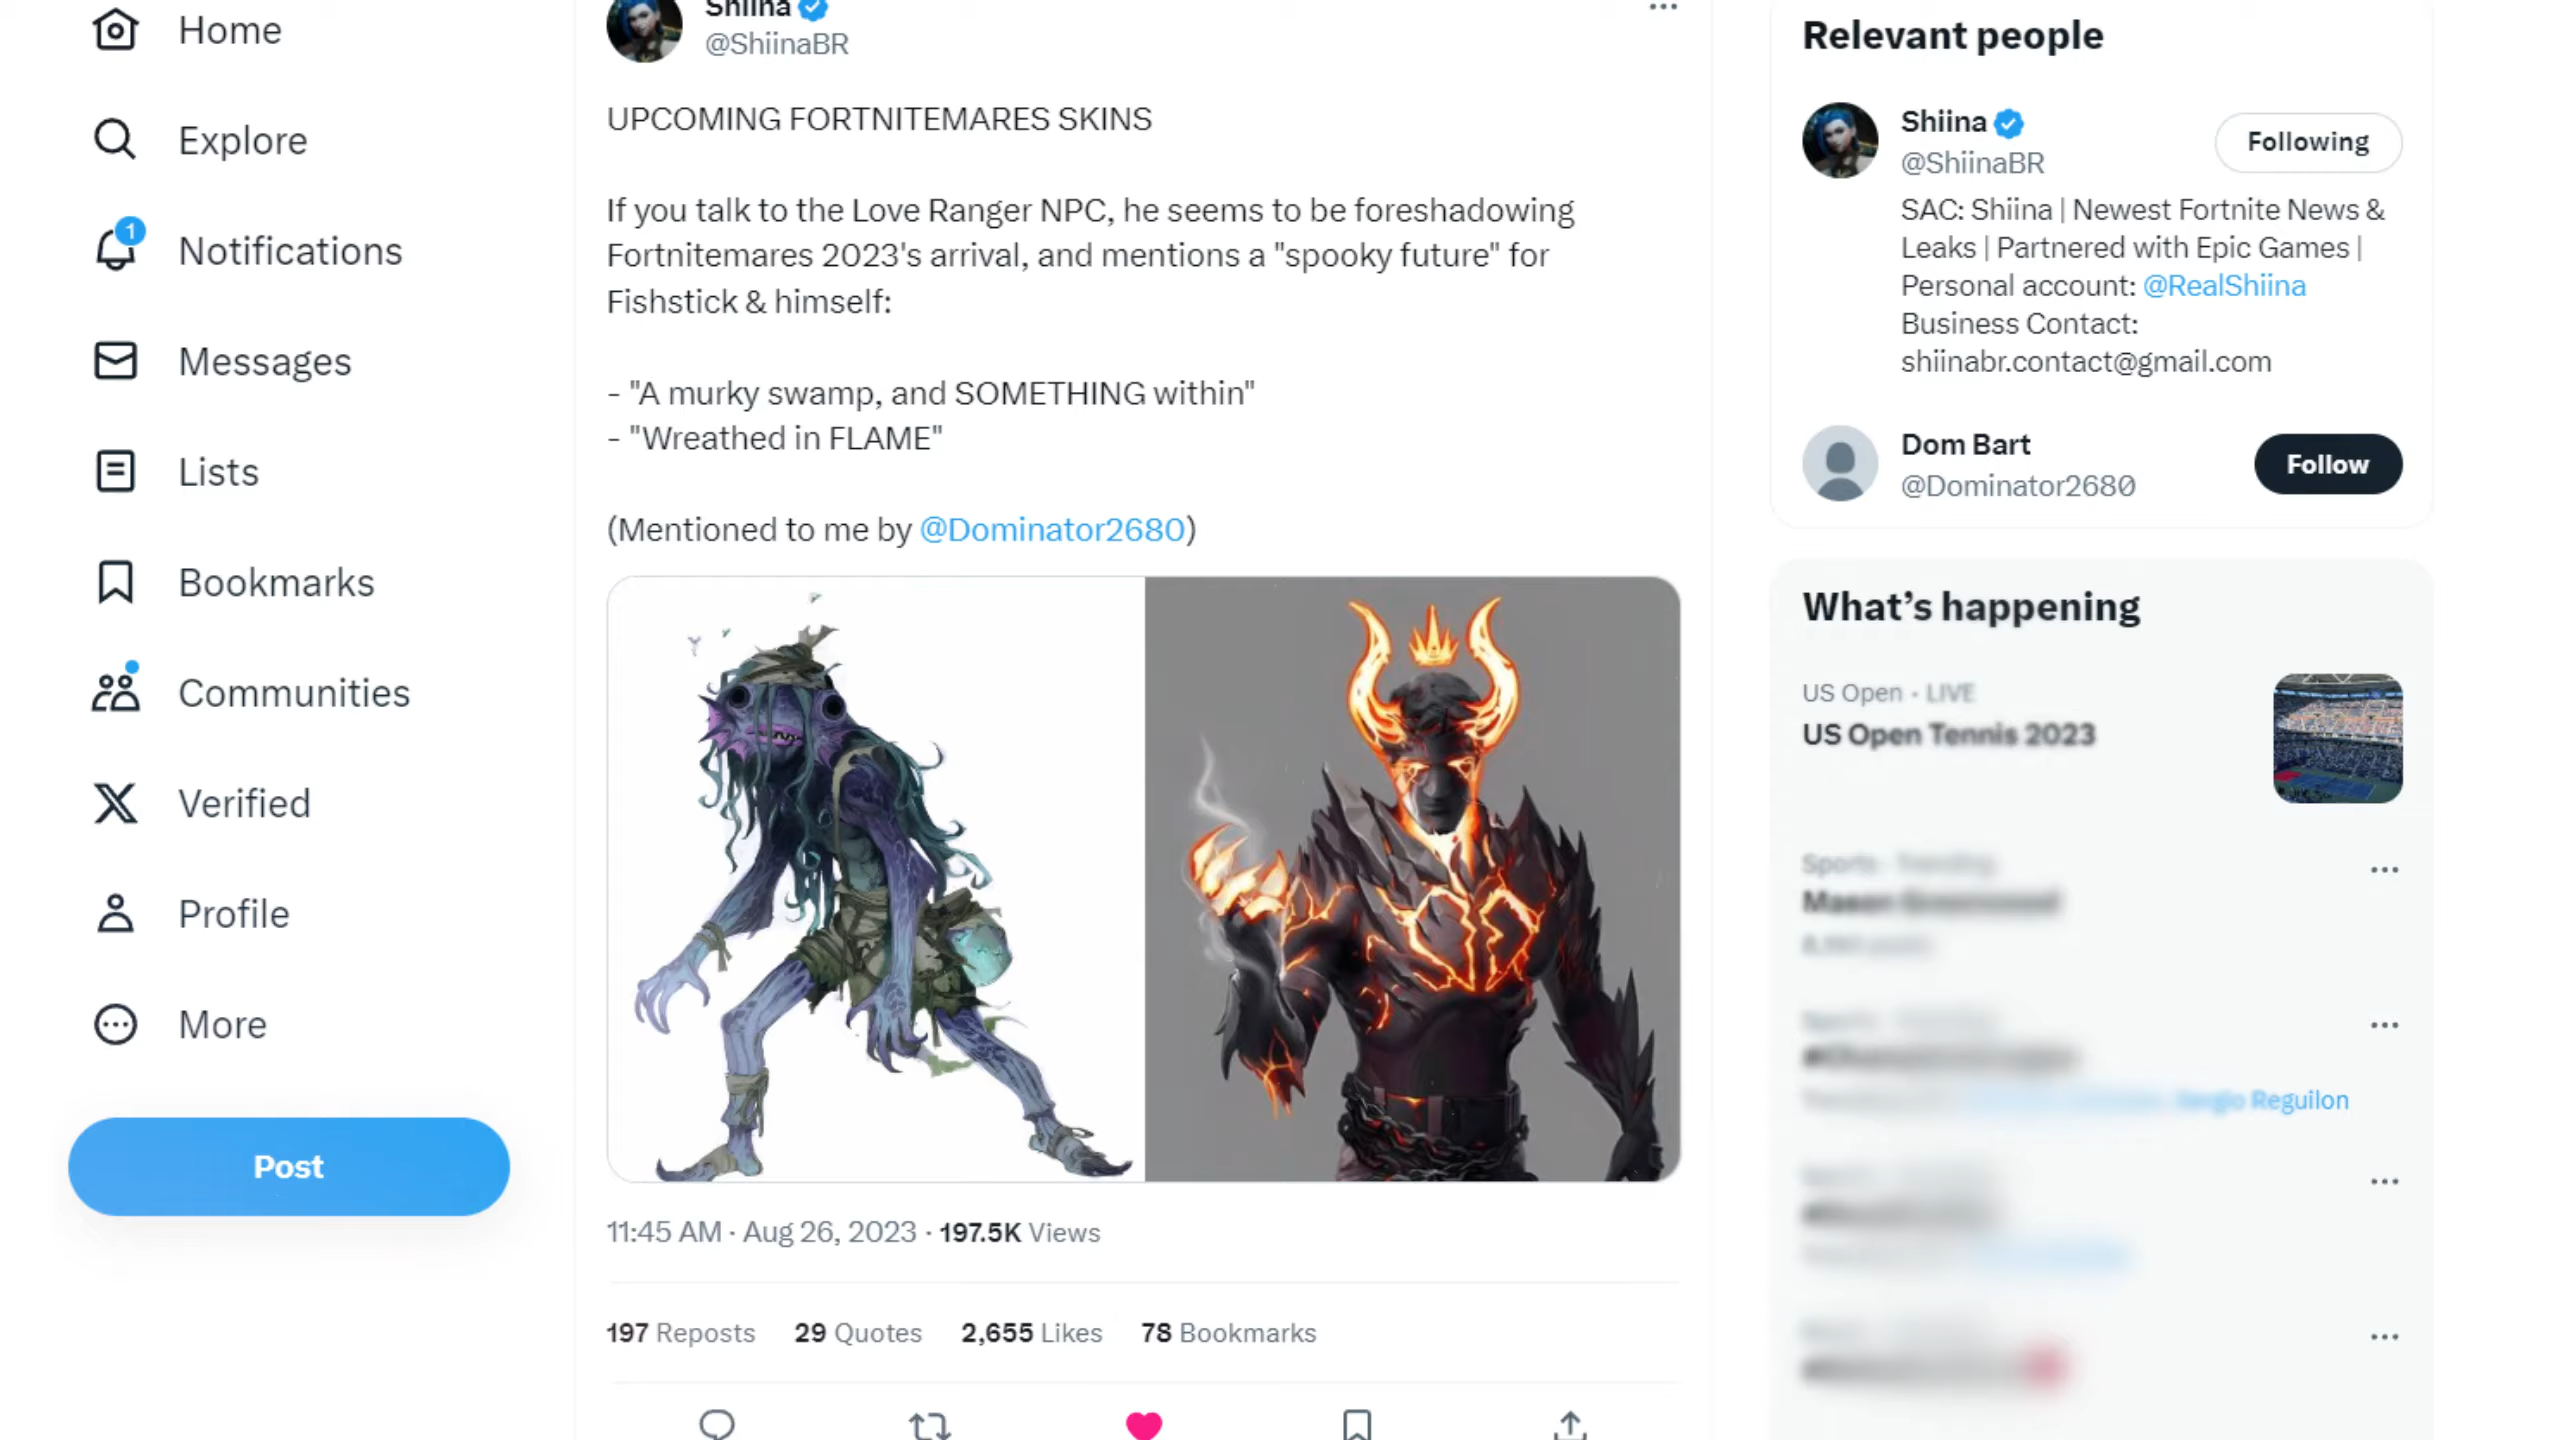 Home
Explore
1
Notifications
Messages
Lists
Bookmarks
Communities
Verified
Profile
More
Post
Shiina
@ShiinaBR
UPCOMING FORTNITEMARES SKINS
If you talk to the Love Ranger NPC, he seems to be foreshadowing
Fortnitemares 2023's arrival, and mentions a "spooky future" for
Fishstick & himself:
- "A murky swamp, and SOMETHING within"
- "Wreathed in FLAME"
(Mentioned to me by @Dominator2680)
11:45 AM · Aug 26, 2023 · 197.5K Views
197 Reposts 29 Quotes 2,655 Likes 78 Bookmarks
Relevant people
Shiina
@ShiinaBR
Following
SAC: Shiina | Newest Fortnite News &
Leaks | Partnered with Epic Games |
Personal account: @RealShiina
Business Contact:
shiinabr.contact@gmail.com
Dom Bart
@Dominator2680
Follow
What's happening
US Open · LIVE
US Open Tennis 2023
Sports · Trending
Sergio Reguilon